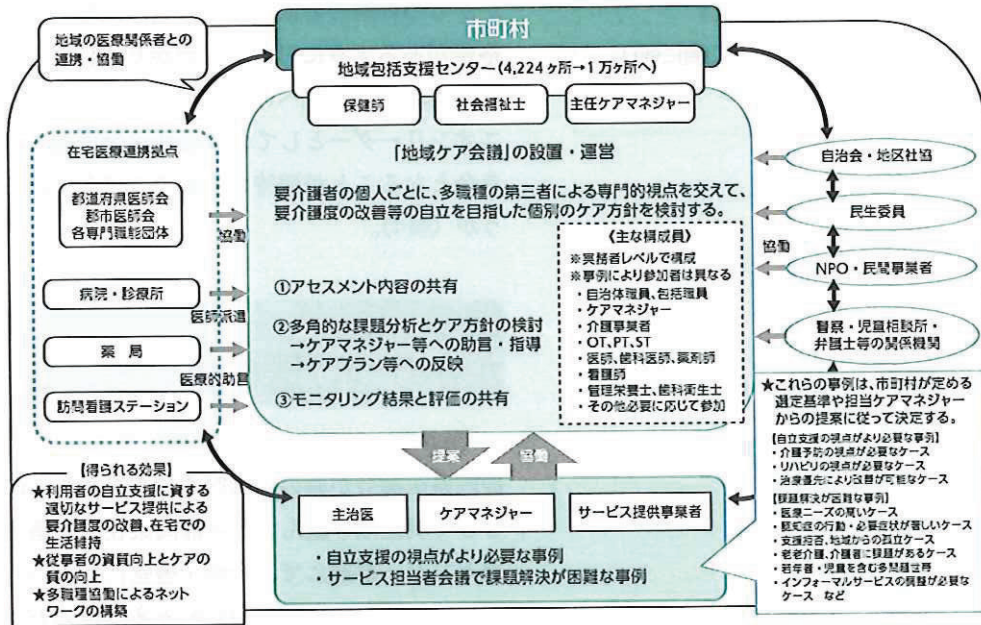 市町村
地域の医療関係者との
連携・協働
地域包括支援センター(4,224ヶ所→1万ヶ所へ)
保健師
社会福祉士
主任ケアマネジャー
在宅医療連携拠点
都道府県医師会
郡市医師会
各専門職能団体
病院・診療所
薬 局
訪問看護ステーション
協働
医師派遣
医療的助言
「地域ケア会議」の設置・運営
要介護者の個人ごとに、多職種の第三者による専門的視点を交えて、
要介護度の改善等の自立を目指した個別のケア方針を検討する。
①アセスメント内容の共有
②多角的な課題分析とケア方針の検討
→ケアマネジャー等への助言・指導
→ケアプラン等への反映
③モニタリング結果と評価の共有
《主な構成員》
※実務者レベルで構成
※事例により参加者は異なる
・自治体職員、包括職員
・ケアマネジャー
・介護事業者
・OT、PT、ST
・医師、歯科医師、薬剤師
・看護師
・管理栄養士、歯科衛生士
・その他必要に応じて参加
協働
自治会・地区社協
民生委員
NPO・民間事業者
警察・児童相談所・
弁護士等の関係機関
提案
協働
主治医
ケアマネジャー
サービス提供事業者
・自立支援の視点がより必要な事例
・サービス担当者会議で課題解決が困難な事例
【得られる効果】
★利用者の自立支援に資する
適切なサービス提供による
要介護度の改善、在宅での
生活維持
★従事者の資質向上とケアの
質の向上
★多職種協働によるネット
ワークの構築
★これらの事例は、市町村が定める
選定基準や担当ケアマネジャー
からの提案に従って決定する。
【自立支援の視点がより必要な事例】
・介護予防の視点が必要なケース
・リハビリの視点が必要なケース
・治療優先により改善が可能なケース
【課題解決が困難な事例】
・医療ニーズの高いケース
・認知症の行動・必要症状が著しいケース
・支援拒否、地域からの孤立ケース
・老老介護、介護者に課題があるケース
・若年者・児童を含む多問題世帯
・インフォーマルサービスの調整が必要な
ケース など